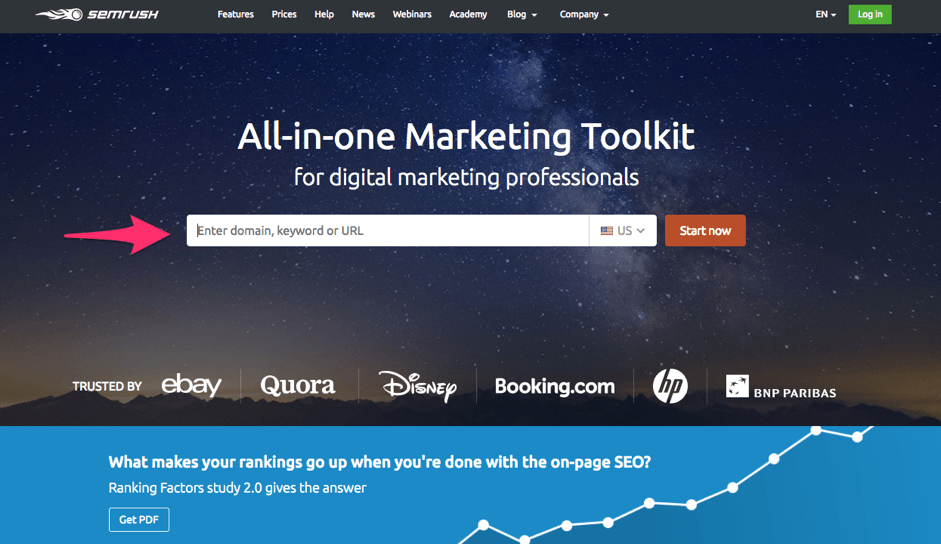 SEMRUSH
Features Prices Help News Webinars Academy Blog Company EN Log in
All-in-one Marketing Toolkit
for digital marketing professionals
Enter domain, keyword or URL US Start now
TRUSTED BY ebay Quora Disney Booking.com hp BNP PARIBAS
What makes your rankings go up when you're done with the on-page SEO?
Ranking Factors study 2.0 gives the answer
Get PDF